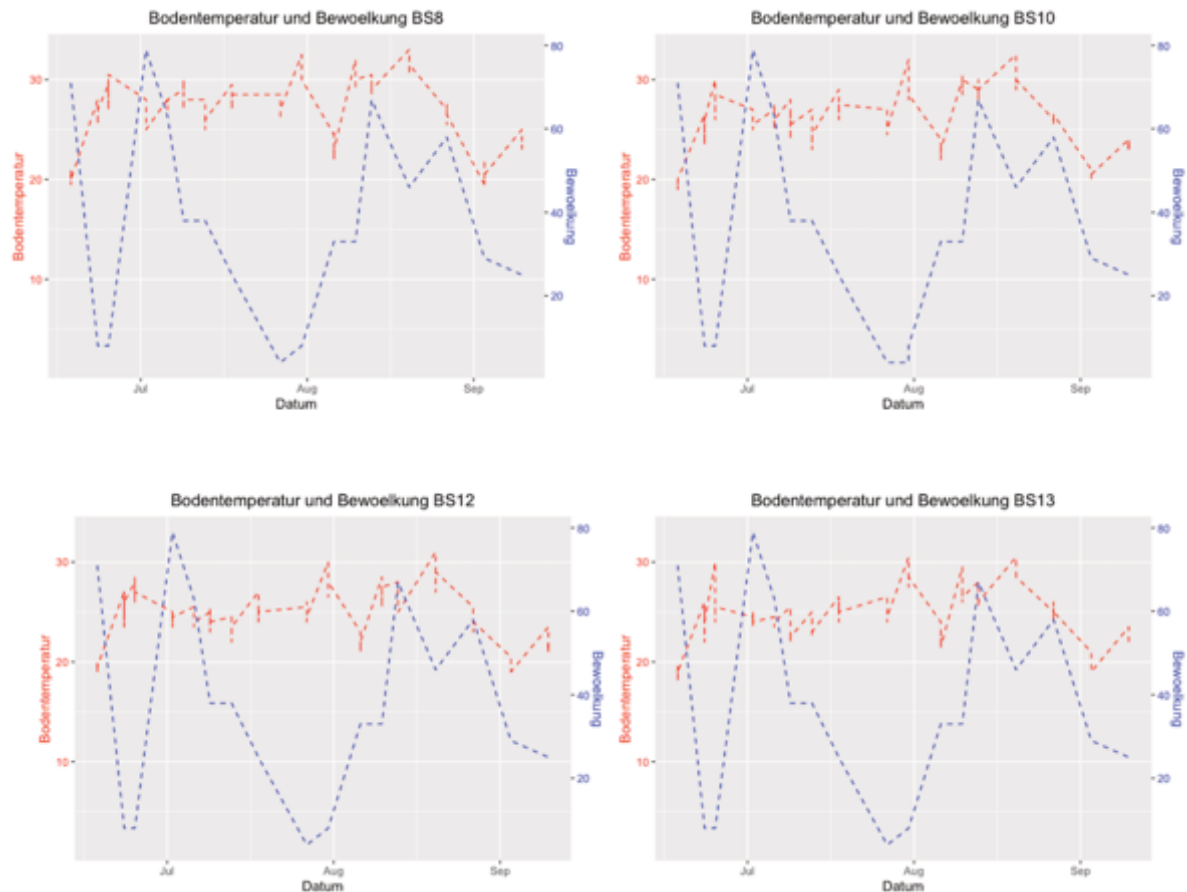 Bodentemperatur und Bewoelkung BS8
Bodentemperatur
30
20
10
80
60
40
20
Bewoelkung
Jul
Aug
Sep
Datum
Bodentemperatur und Bewoelkung BS10
Bodentemperatur
30
20
10
80
60
40
20
Bewoelkung
Jul
Aug
Sep
Datum
Bodentemperatur und Bewoelkung BS12
Bodentemperatur
30
20
10
80
60
40
20
Bewoelkung
Jul
Aug
Sep
Datum
Bodentemperatur und Bewoelkung BS13
Bodentemperatur
30
20
10
80
60
40
20
Bewoelkung
Jul
Aug
Sep
Datum